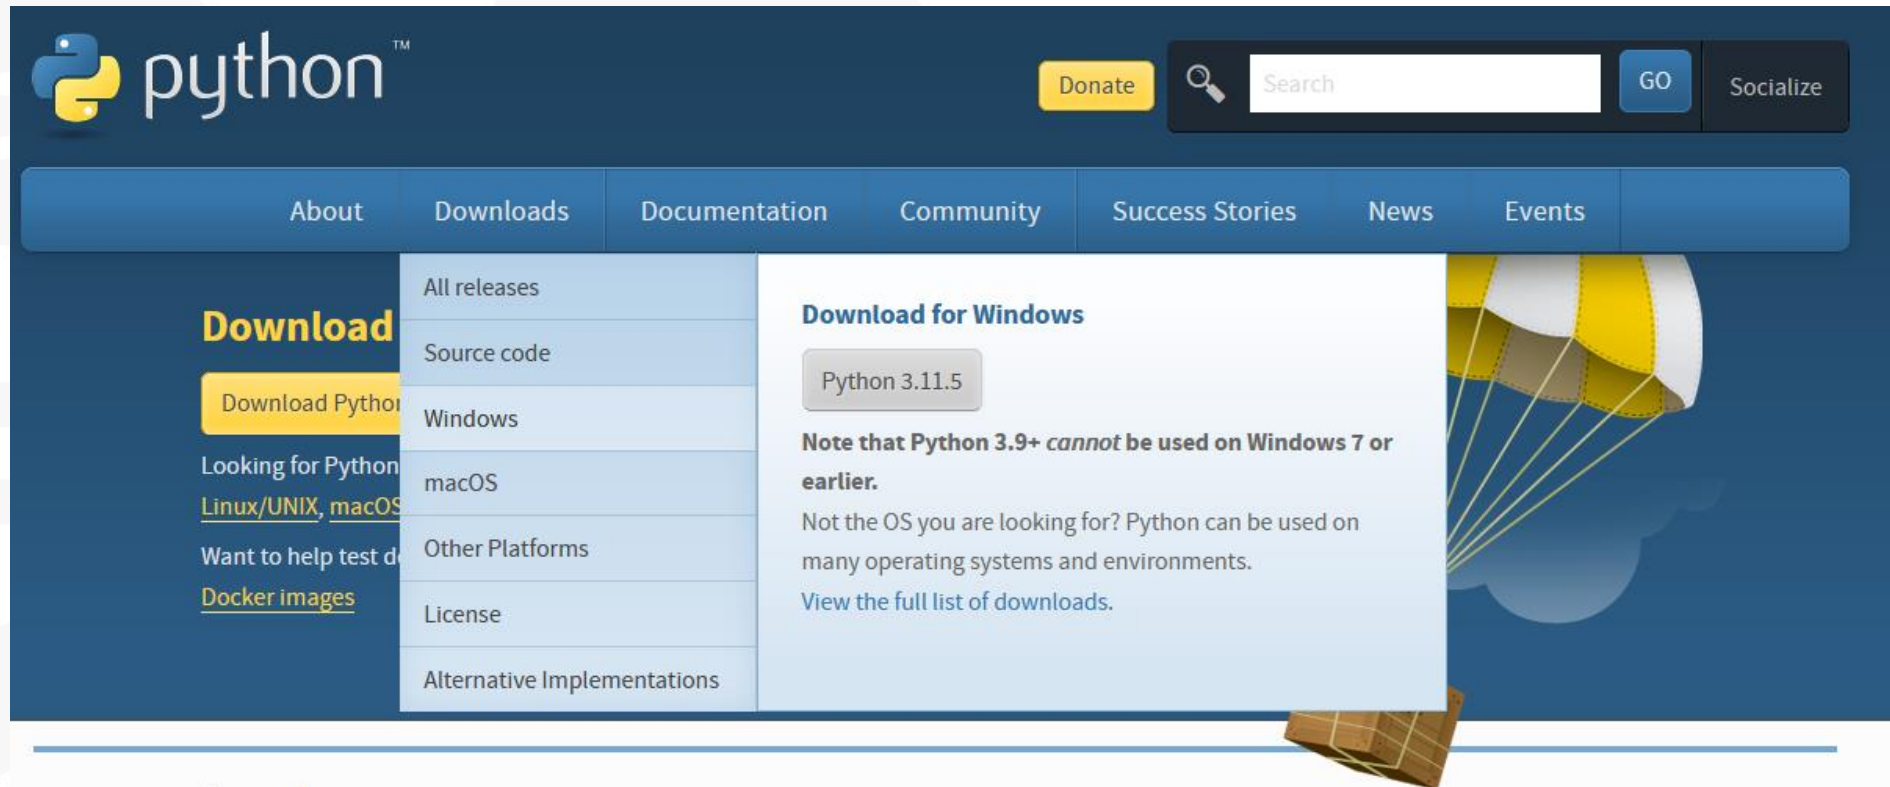 python™
Donate
Search
GO
Socialize
About
Downloads
Documentation
Community
Success Stories
News
Events
Download
Download Python
Looking for Python
Linux/UNIX, macOS
Want to help test
Docker images
All releases
Source code
Windows
macOS
Other Platforms
License
Alternative Implementations
Download for Windows
Python 3.11.5
Note that Python 3.9+ cannot be used on Windows 7 or
earlier.
Not the OS you are looking for? Python can be used on
many operating systems and environments.
View the full list of downloads.